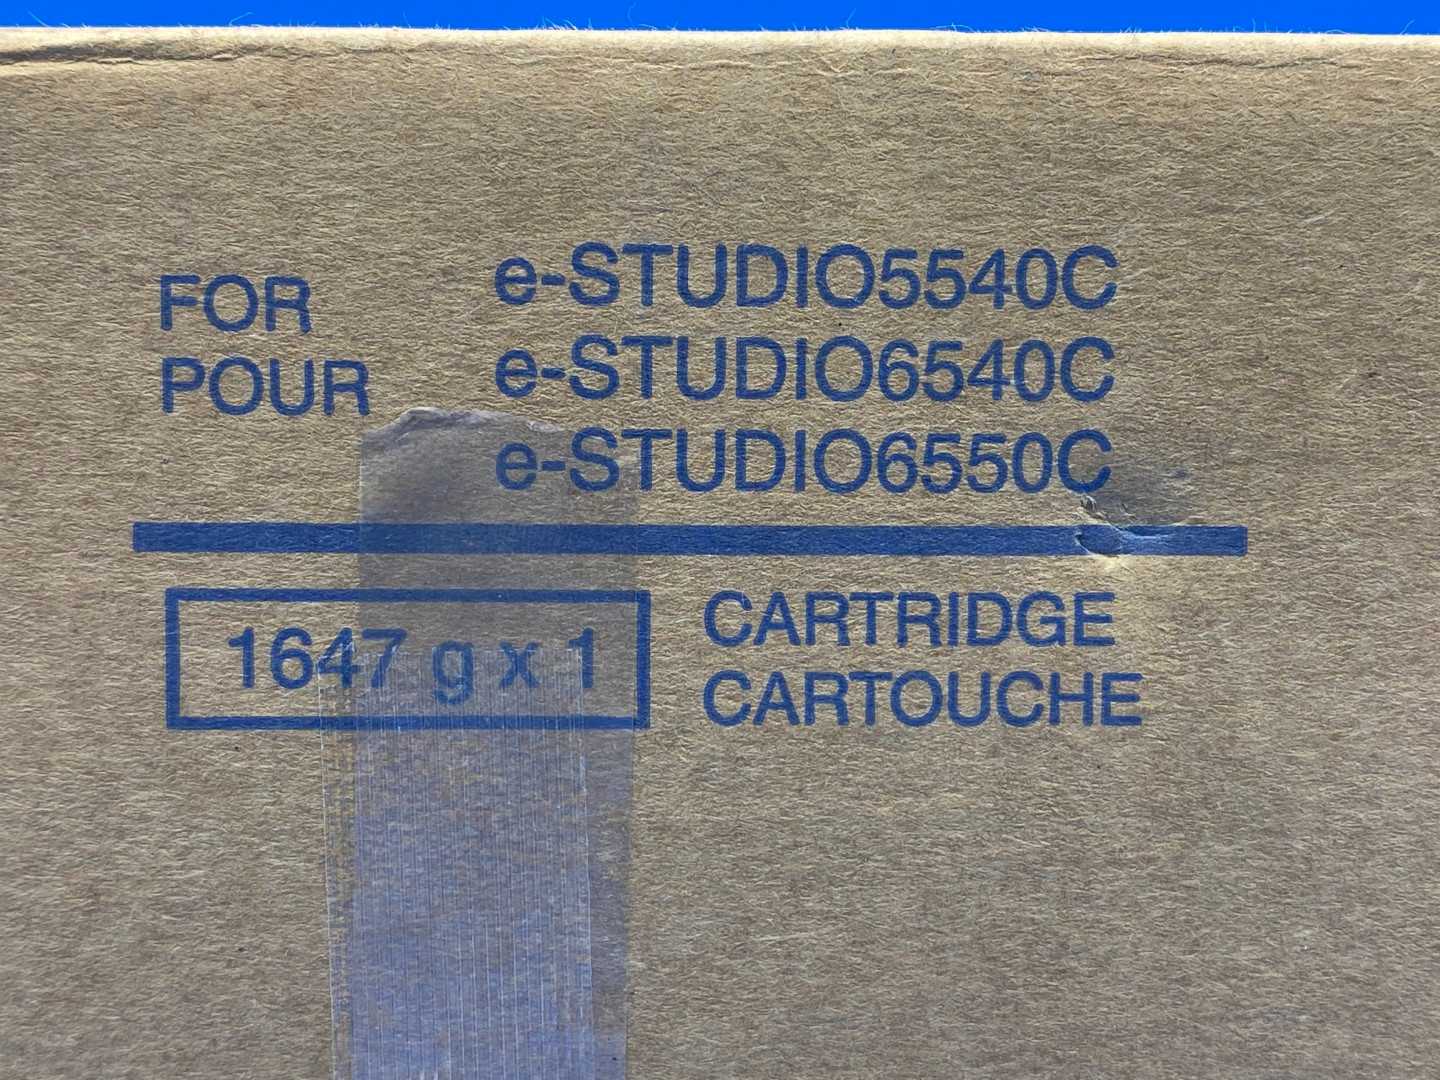 FOR
POUR
e-STUDIO5540C
e-STUDIO6540C
e-STUDIO6550C
1647 g x 1
CARTRIDGE
CARTOUCHE